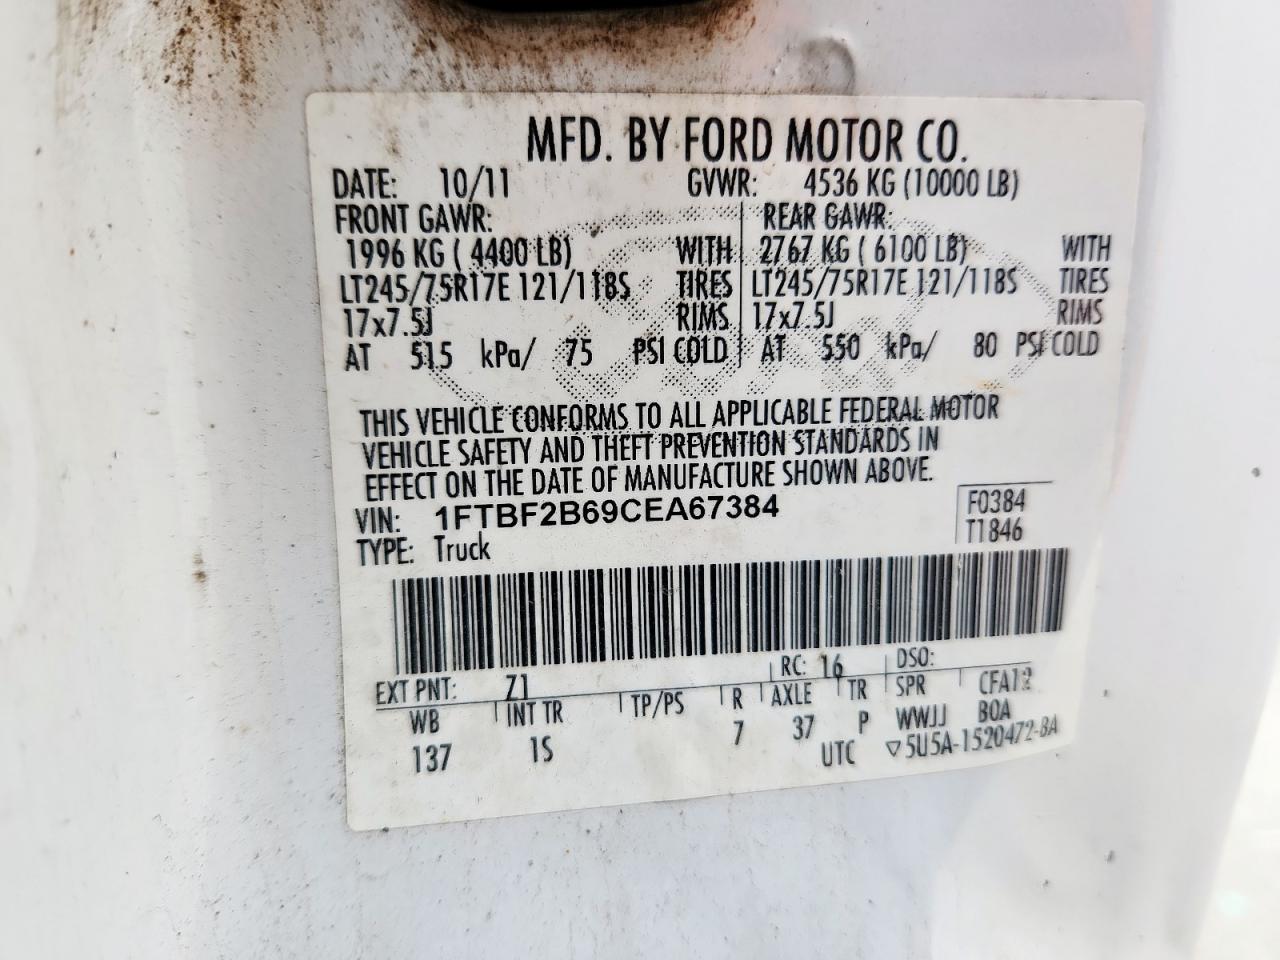 MFD. BY FORD MOTOR CO.
DATE: 10/11 GVWR: 4536 KG (10000 LB)
FRONT GAWR: REAR GAWR:
1996 KG ( 4400 LB) WITH 2767 KG ( 6100 LB) WITH
LT245/75R17E 121/118S TIRES LT245/75R17E 121/118S TIRES
17x7.5J RIMS 17x7.5J RIMS
AT 515 kPa/ 75 PSI COLD AT 550 kPa/ 80 PSI COLD
THIS VEHICLE CONFORMS TO ALL APPLICABLE FEDERAL MOTOR
VEHICLE SAFETY AND THEFT PREVENTION STANDARDS IN
EFFECT ON THE DATE OF MANUFACTURE SHOWN ABOVE.
VIN: 1FTBF2B69CEA67384 F0384
TYPE: Truck T1846
EXT PNT: Z1 RC: 16 DSO:
WB INT TR TP/PS R AXLE TR SPR CFA12
137 1S 7 37 P WWJJ BOA
UTC ▽5U5A-1520472-BA